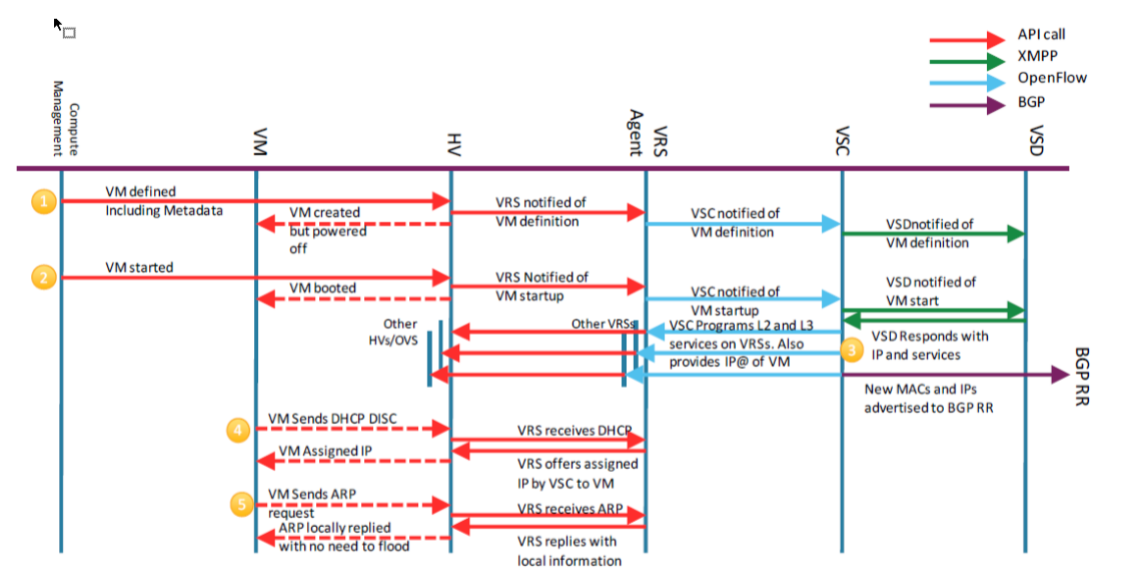 API call
XMPP
OpenFlow
BGP
Compute
Management
VM
HV
VRS
Agent
VSC
VSD
1
VM defined
Including Metadata
VM created
but powered
off
VRS notified of
VM definition
VSC notified of
VM definition
VSDnotified of
VM definition
2
VM started
VM booted
VRS Notified of
VM startup
VSC notified of
VM startup
VSD notified of
VM start
Other
HVs/OVS
Other VRSs
VSC Programs L2 and L3
services on VRSs. Also
provides IP@ of VM
3
VSD Responds with
IP and services
BGP RR
New MACs and IPs
advertised to BGP RR
4
VM Sends DHCP DISC
VM Assigned IP
VRS receives DHCP
VRS offers assigned
IP by VSC to VM
5
VM Sends ARP
request
ARP locally replied
with no need to flood
VRS receives ARP
VRS replies with
local information